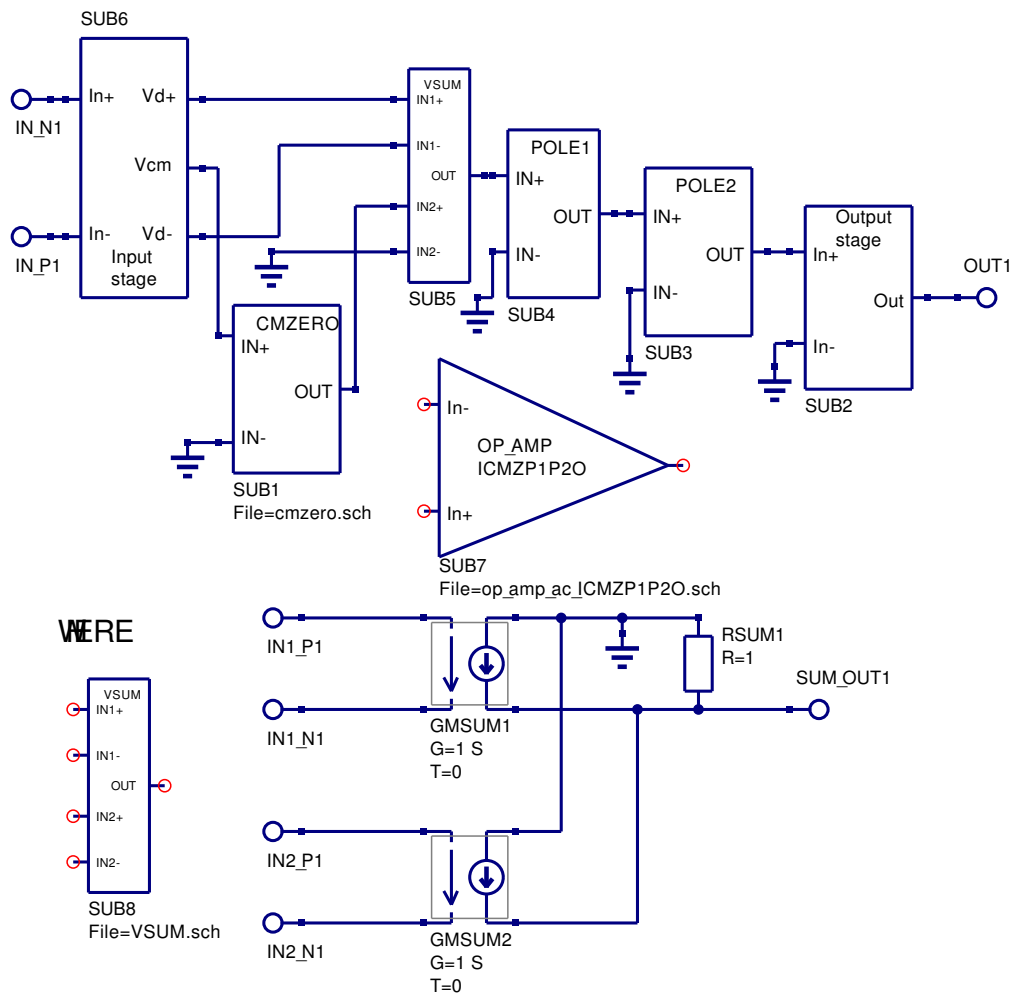 SUB6
In+
Vd+
IN_N1
Vcm
In-
Vd-
IN_P1
Input
stage
VSUM
IN1+
IN1-
OUT
IN2+
IN2-
SUB5
POLE1
IN+
OUT
IN-
SUB4
POLE2
IN+
OUT
IN-
SUB3
Output
stage
In+
Out
In-
SUB2
OUT1
CMZERO
IN+
OUT
IN-
SUB1
File=cmzero.sch
In-
OP_AMP
ICMZP1P2O
In+
SUB7
File=op_amp_ac_ICMZP1P2O.sch
VSUM
IN1+
IN1-
OUT
IN2+
IN2-
SUB8
File=VSUM.sch
IN1_P1
IN1_N1
GMSUM1
G=1 S
T=0
RSUM1
R=1
SUM_OUT1
IN2_P1
IN2_N1
GMSUM2
G=1 S
T=0